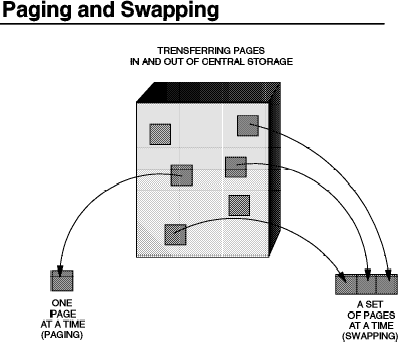 Paging and Swapping
TRENSFERRING PAGES
IN AND OUT OF CENTRAL STORAGE
ONE
PAGE
AT A TIME
(PAGING)
A SET
OF PAGES
AT A TIME
(SWAPPING)